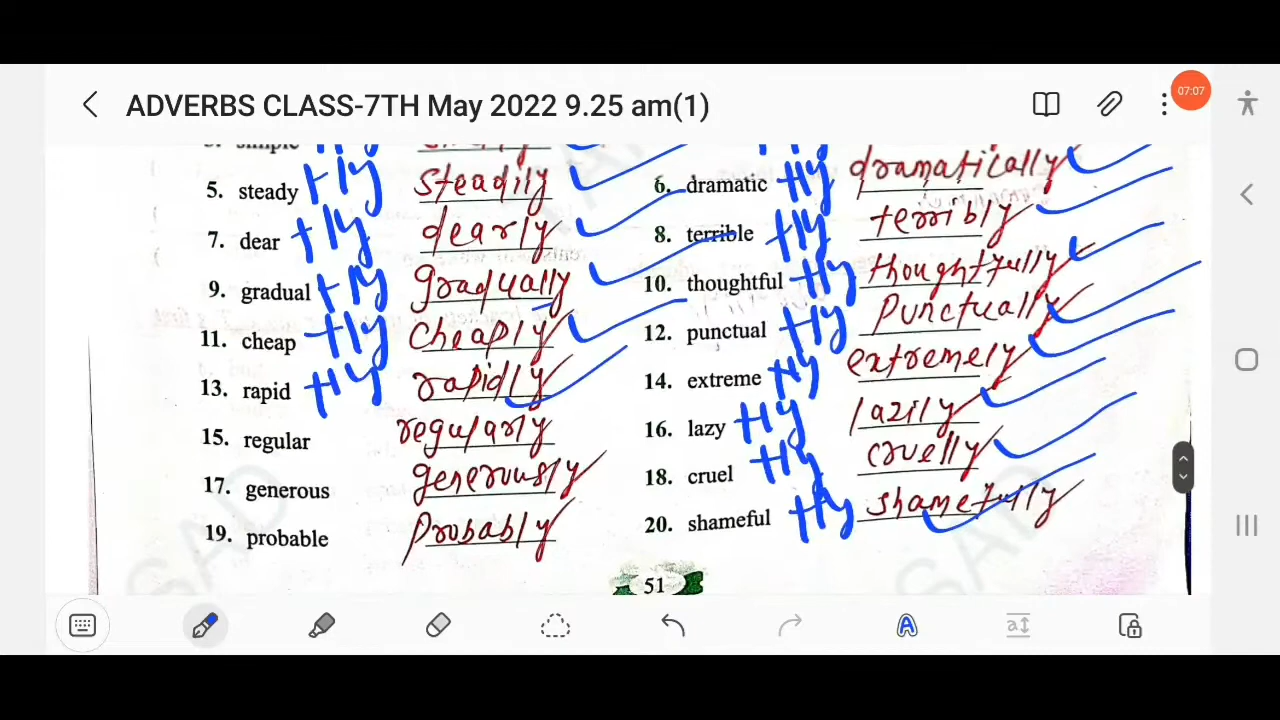 07:07
ADVERBS CLASS-7TH May 2022 9.25 am(1)
5. steady +ly steadily 6. dramatic +ly dramatically
7. dear +ly dearly 8. terrible +ly terribly
9. gradual +ly gradually 10. thoughtful +ly thoughtfully
11. cheap +ly cheaply 12. punctual +ly Punctually
13. rapid +ly rapidly 14. extreme +ly extremely
15. regular regularly 16. lazy +ly lazily
17. generous generously 18. cruel +ly cruelly
19. probable Probably 20. shameful +ly shamefully
51